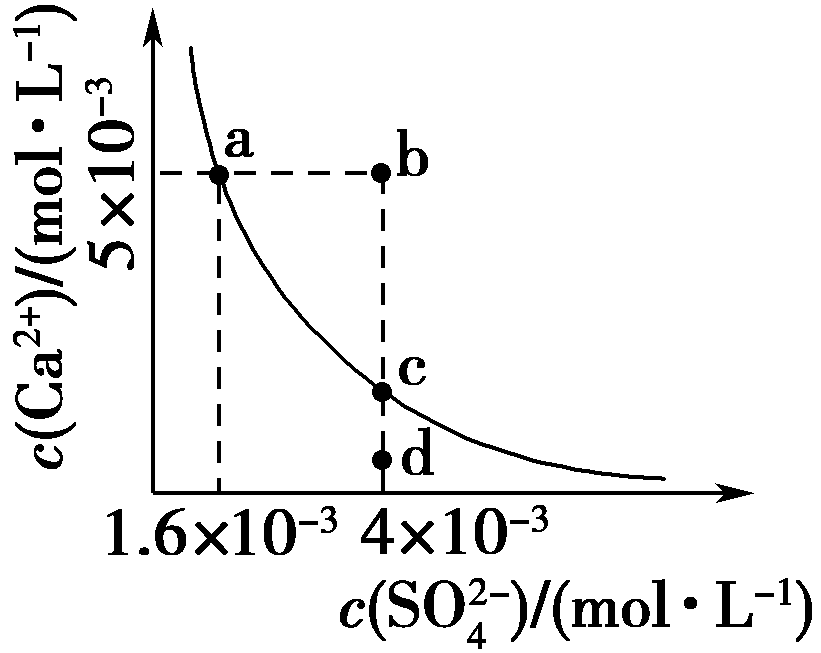 c(Ca²⁺)/(mol·L⁻¹)
5×10⁻³
a
b
c
d
1.6×10⁻³ 4×10⁻³
c(SO₄²⁻)/(mol·L⁻¹)